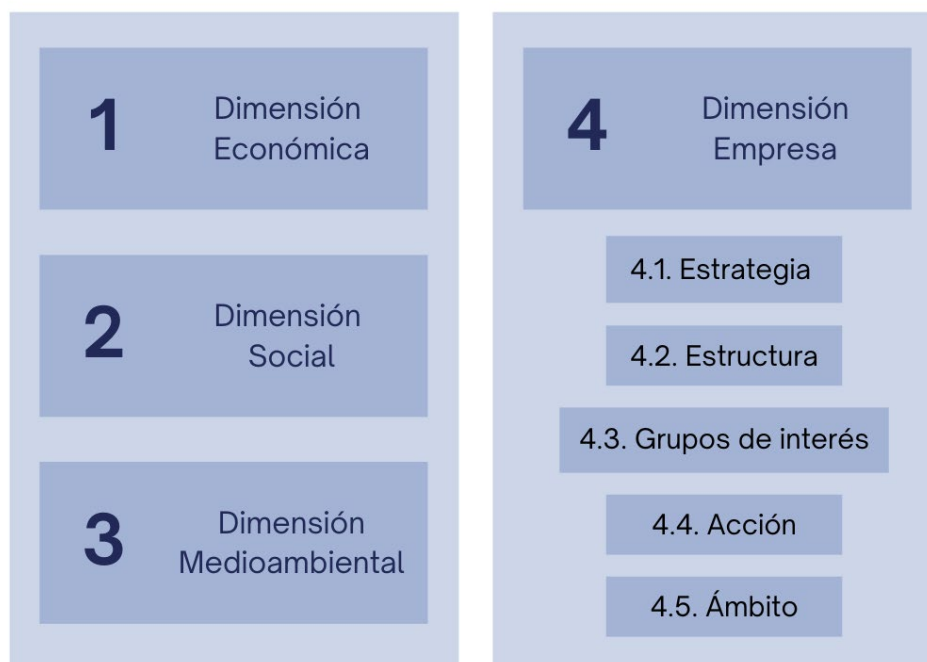 1
Dimensión
Económica
2
Dimensión
Social
3
Dimensión
Medioambiental
4
Dimensión
Empresa
4.1. Estrategia
4.2. Estructura
4.3. Grupos de interés
4.4. Acción
4.5. Ámbito